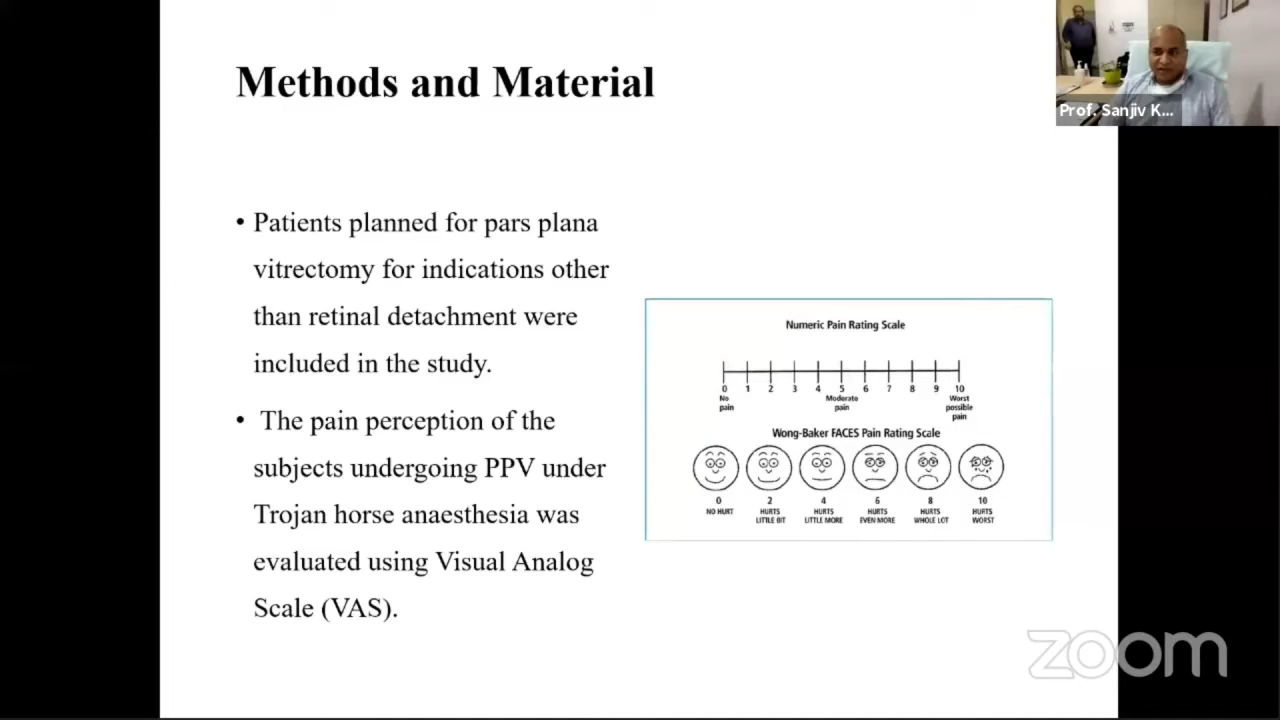 Methods and Material
Prof. Sanjiv K...
• Patients planned for pars plana
vitrectomy for indications other
than retinal detachment were
included in the study.
• The pain perception of the
subjects undergoing PPV under
Trojan horse anaesthesia was
evaluated using Visual Analog
Scale (VAS).
Numeric Pain Rating Scale
0 1 2 3 4 5 6 7 8 9 10
No pain
Moderate pain
Worst possible pain
Wong-Baker FACES Pain Rating Scale
0 2 4 6 8 10
NO HURT
HURTS LITTLE BIT
HURTS LITTLE MORE
HURTS EVEN MORE
HURTS WHOLE LOT
HURTS WORST
zoom